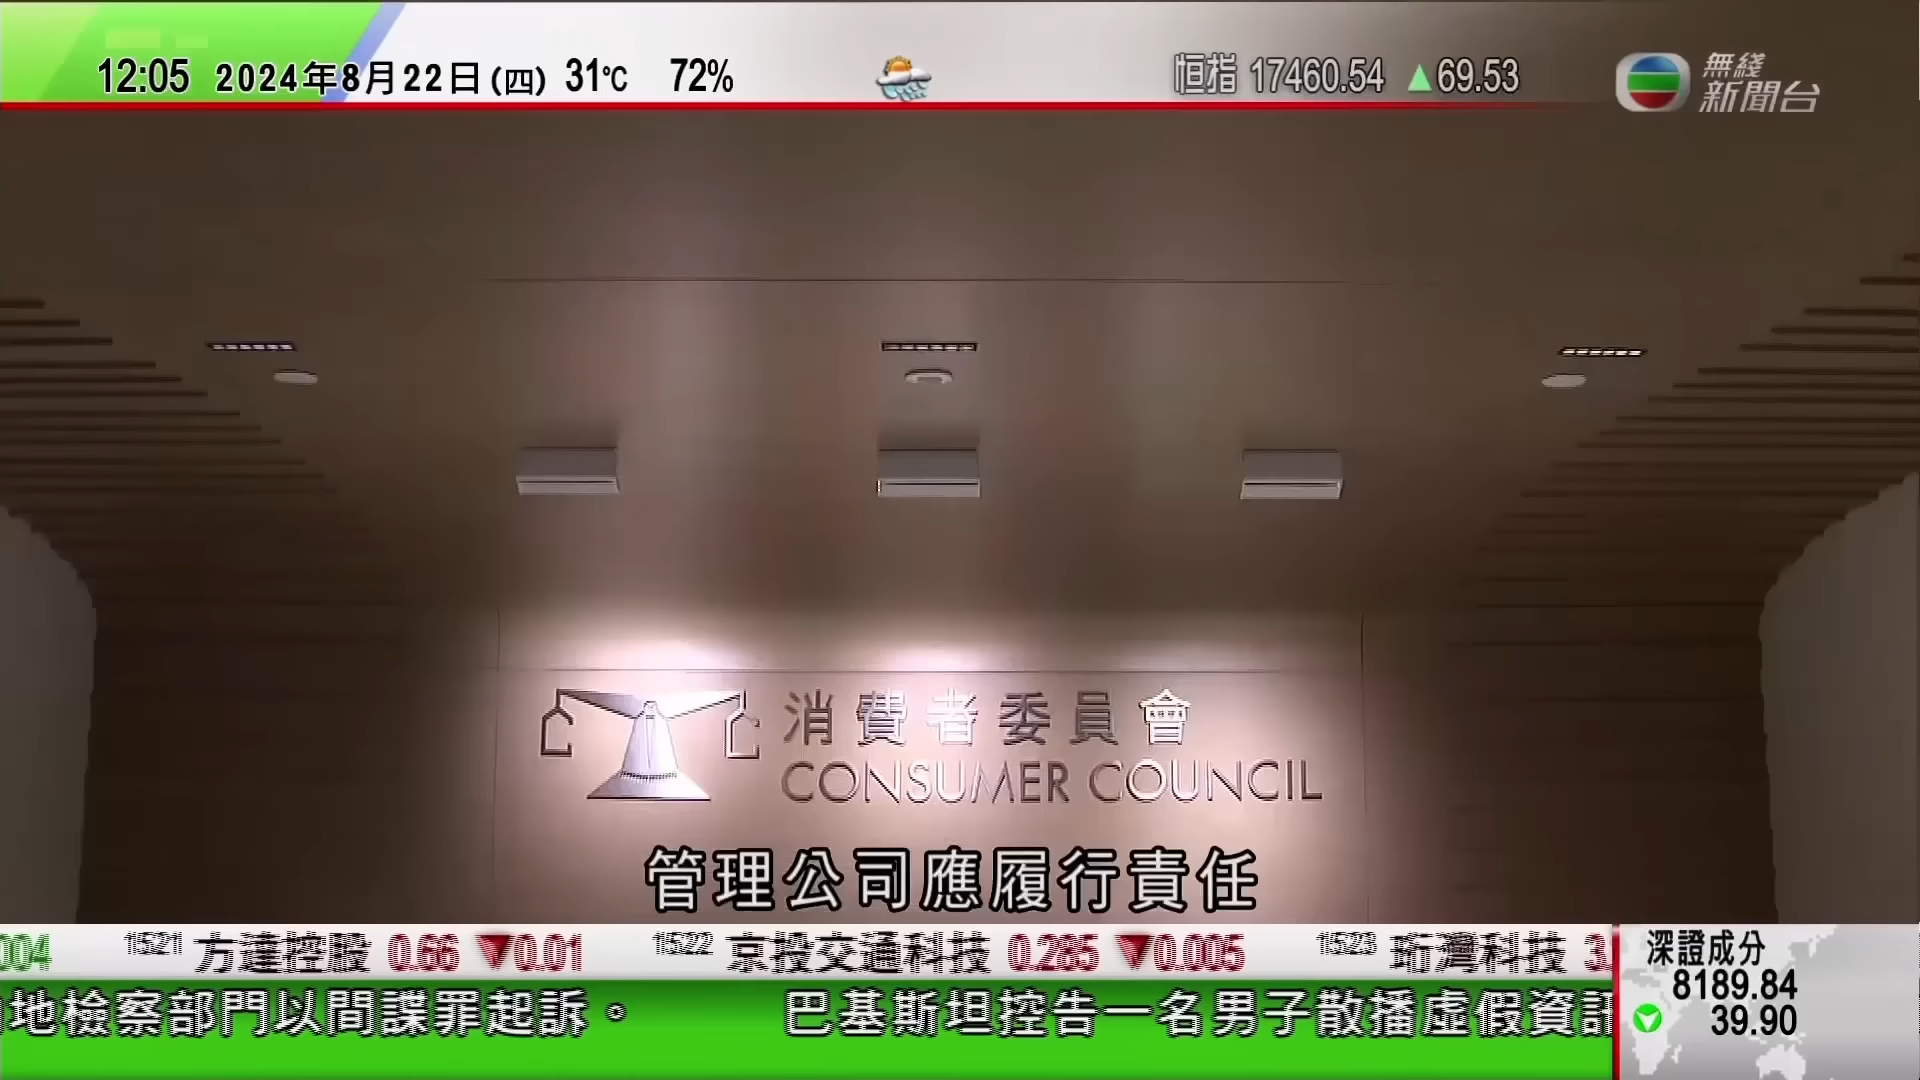 12:05 2024年8月22日(四) 31℃ 72% 恒指 17460.54 ▲69.53
無綫
新聞台
消費者委員會
CONSUMER COUNCIL
管理公司應履行責任
004 1521 方達控股 0.66 ▼0.01 1522 京投交通科技 0.285 ▼0.005 1523 珩灣科技 3.
地檢察部門以間諜罪起訴。 巴基斯坦控告一名男子散播虛假資訊
深證成分
8189.84
39.90